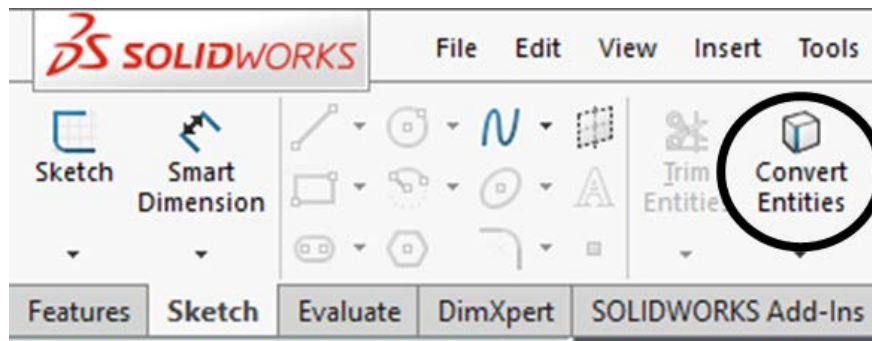 SOLIDWORKS
File Edit View Insert Tools
Sketch
Smart
Dimension
Trim
Entities
Convert
Entities
A
Features Sketch Evaluate DimXpert SOLIDWORKS Add-Ins